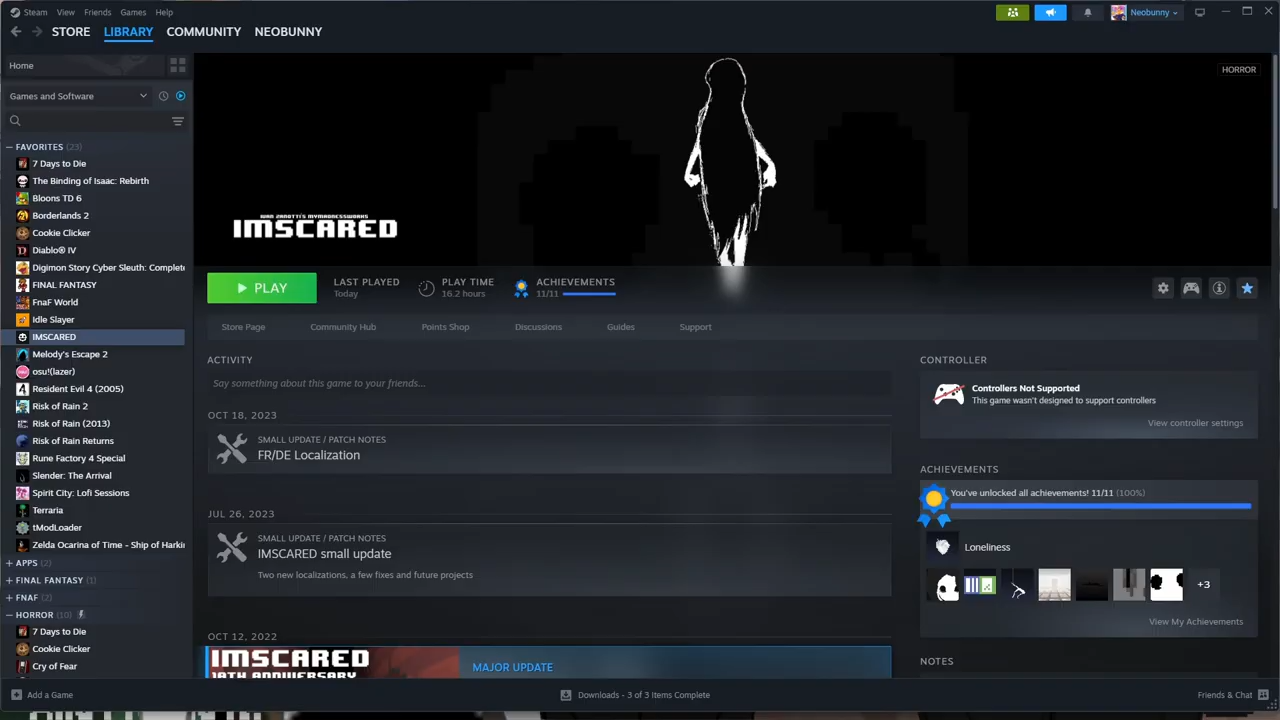 Steam View Friends Games Help
Neobunny
STORE LIBRARY COMMUNITY NEOBUNNY
Home
Games and Software
FAVORITES (23)
7 Days to Die
The Binding of Isaac: Rebirth
Bloons TD 6
Borderlands 2
Cookie Clicker
Diablo® IV
Digimon Story Cyber Sleuth: Complete
FINAL FANTASY
FnaF World
Idle Slayer
IMSCARED
Melody's Escape 2
osu!(lazer)
Resident Evil 4 (2005)
Risk of Rain 2
Risk of Rain (2013)
Risk of Rain Returns
Rune Factory 4 Special
Slender: The Arrival
Spirit City: Lofi Sessions
Terraria
tModLoader
Zelda Ocarina of Time - Ship of Harki
APPS (2)
FINAL FANTASY (1)
FNAF (2)
HORROR (10)
7 Days to Die
Cookie Clicker
Cry of Fear
HORROR
IVAN ZANOTTI'S MYMADNESSWORKS
IMSCARED
PLAY
LAST PLAYED
Today
PLAY TIME
16.2 hours
ACHIEVEMENTS
11/11
Store Page Community Hub Points Shop Discussions Guides Support
ACTIVITY
Say something about this game to your friends...
OCT 18, 2023
SMALL UPDATE / PATCH NOTES
FR/DE Localization
JUL 26, 2023
SMALL UPDATE / PATCH NOTES
IMSCARED small update
Two new localizations, a few fixes and future projects
OCT 12, 2022
IMSCARED
10TH ANNIVERSARY
MAJOR UPDATE
CONTROLLER
Controllers Not Supported
This game wasn't designed to support controllers
View controller settings
ACHIEVEMENTS
You've unlocked all achievements! 11/11 (100%)
Loneliness
+3
View My Achievements
NOTES
Add a Game
Downloads - 3 of 3 Items Complete
Friends & Chat